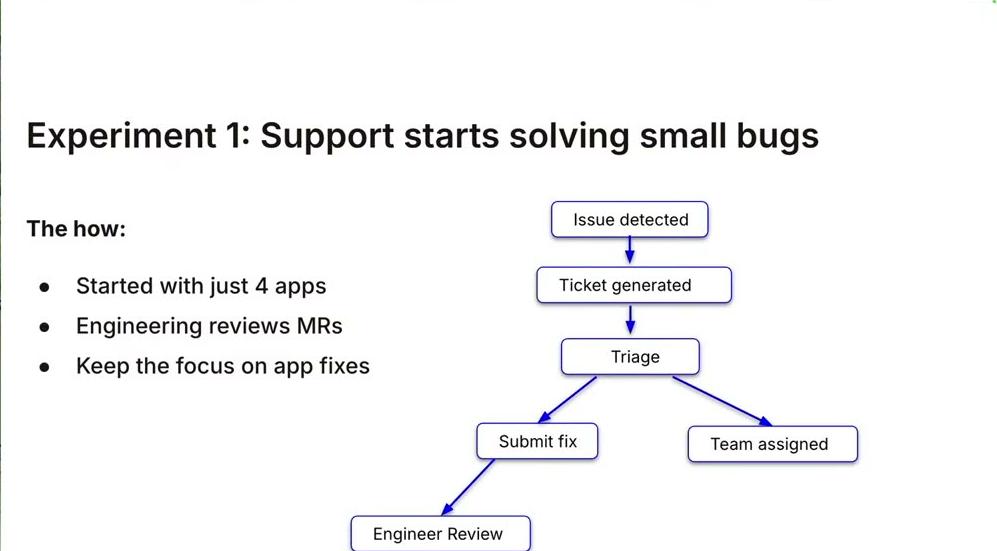 Experiment 1: Support starts solving small bugs
The how:
● Started with just 4 apps
● Engineering reviews MRs
● Keep the focus on app fixes
Issue detected
Ticket generated
Triage
Submit fix
Team assigned
Engineer Review